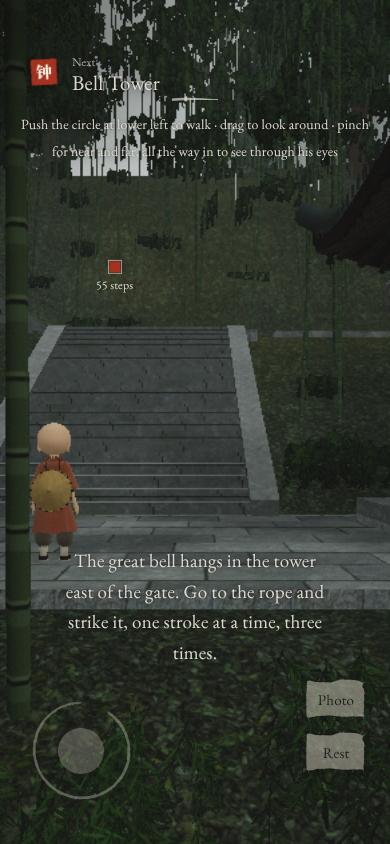 钟
Next
Bell Tower
Push the circle at lower left to walk · drag to look around · pinch
for near and far, all the way in to see through his eyes
55 steps
The great bell hangs in the tower
east of the gate. Go to the rope and
strike it, one stroke at a time, three
times.
Photo
Rest